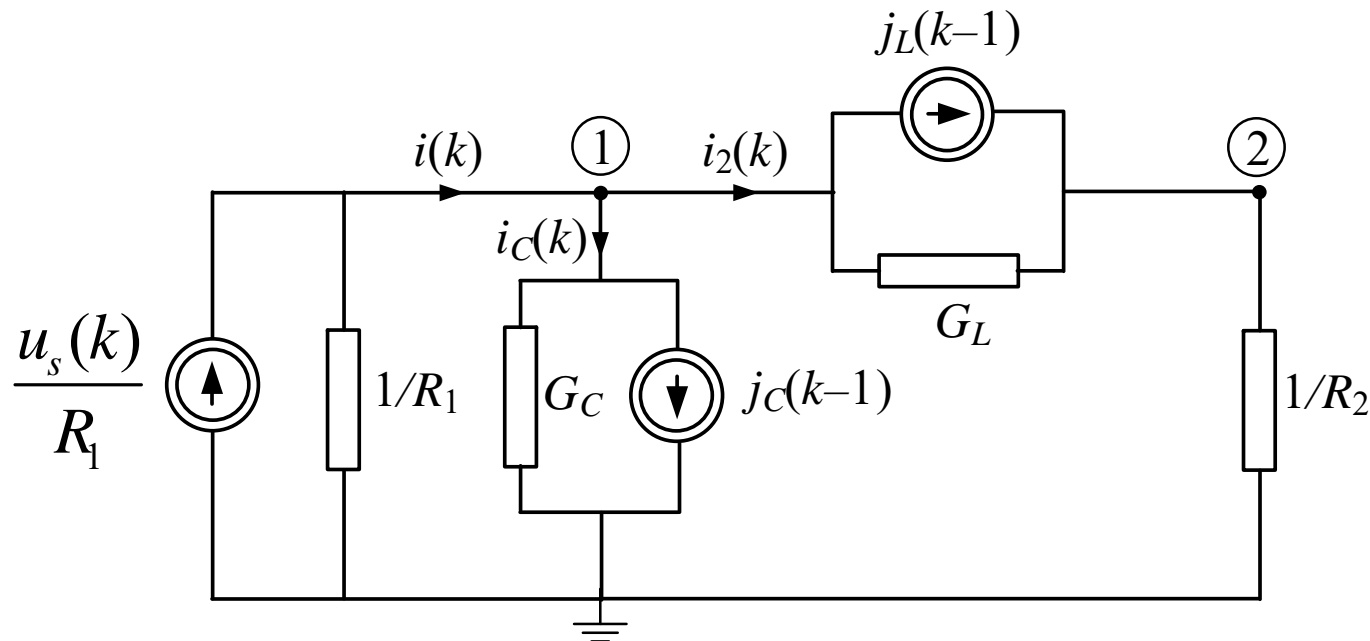 j_L(k–1)
i(k)
①
i_2(k)
②
i_C(k)
G_L
u_s(k)
R_1
1/R_1
G_C
j_C(k–1)
1/R_2